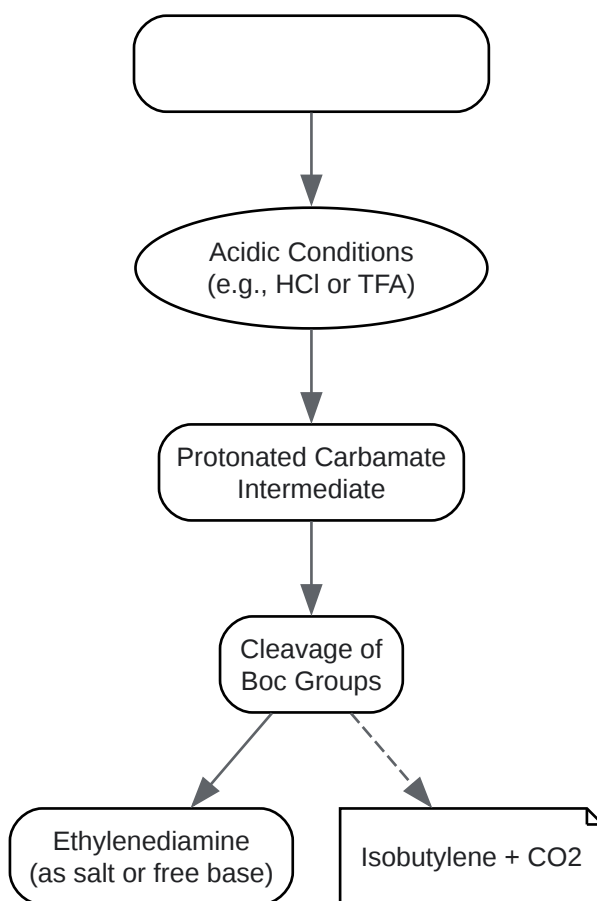 Acidic Conditions
(e.g., HCl or TFA)
Protonated Carbamate
Intermediate
Cleavage of
Boc Groups
Ethylenediamine
(as salt or free base)
Isobutylene + CO2